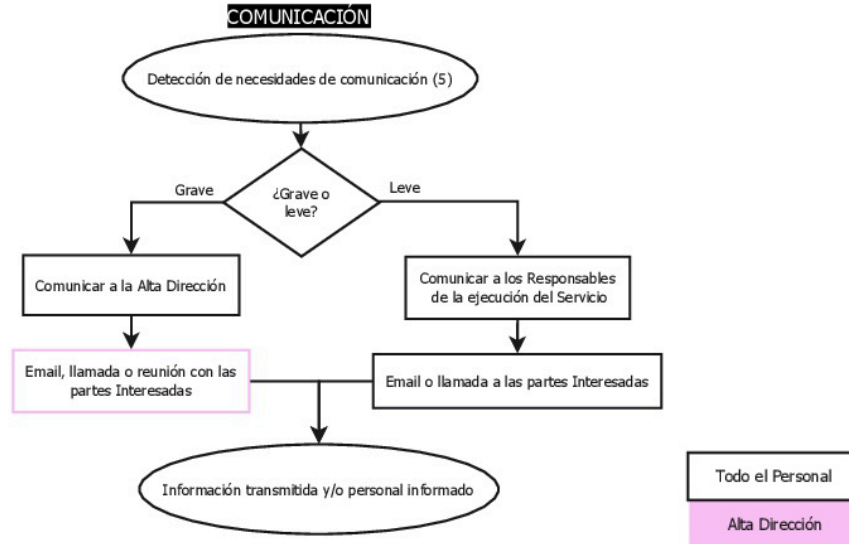 COMUNICACIÓN
Detección de necesidades de comunicación (5)
¿Grave o
leve?
Grave
Leve
Comunicar a la Alta Dirección
Comunicar a los Responsables
de la ejecución del Servicio
Email, llamada o reunión con las
partes Interesadas
Email o llamada a las partes Interesadas
Información transmitida y/o personal informado
Todo el Personal
Alta Dirección